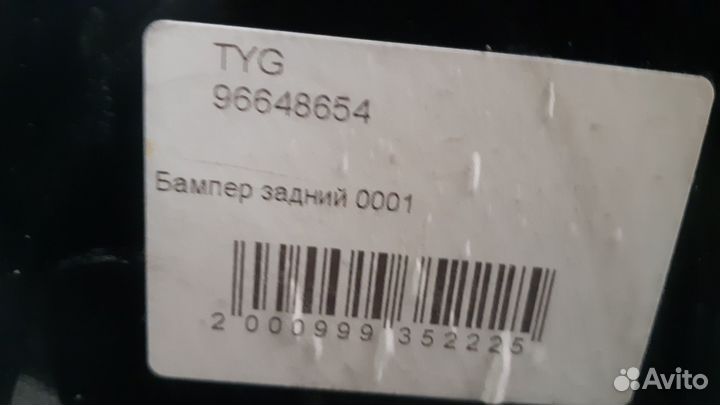 TYG
96648654
Бампер задний 0001
2 000999 352225
Avito